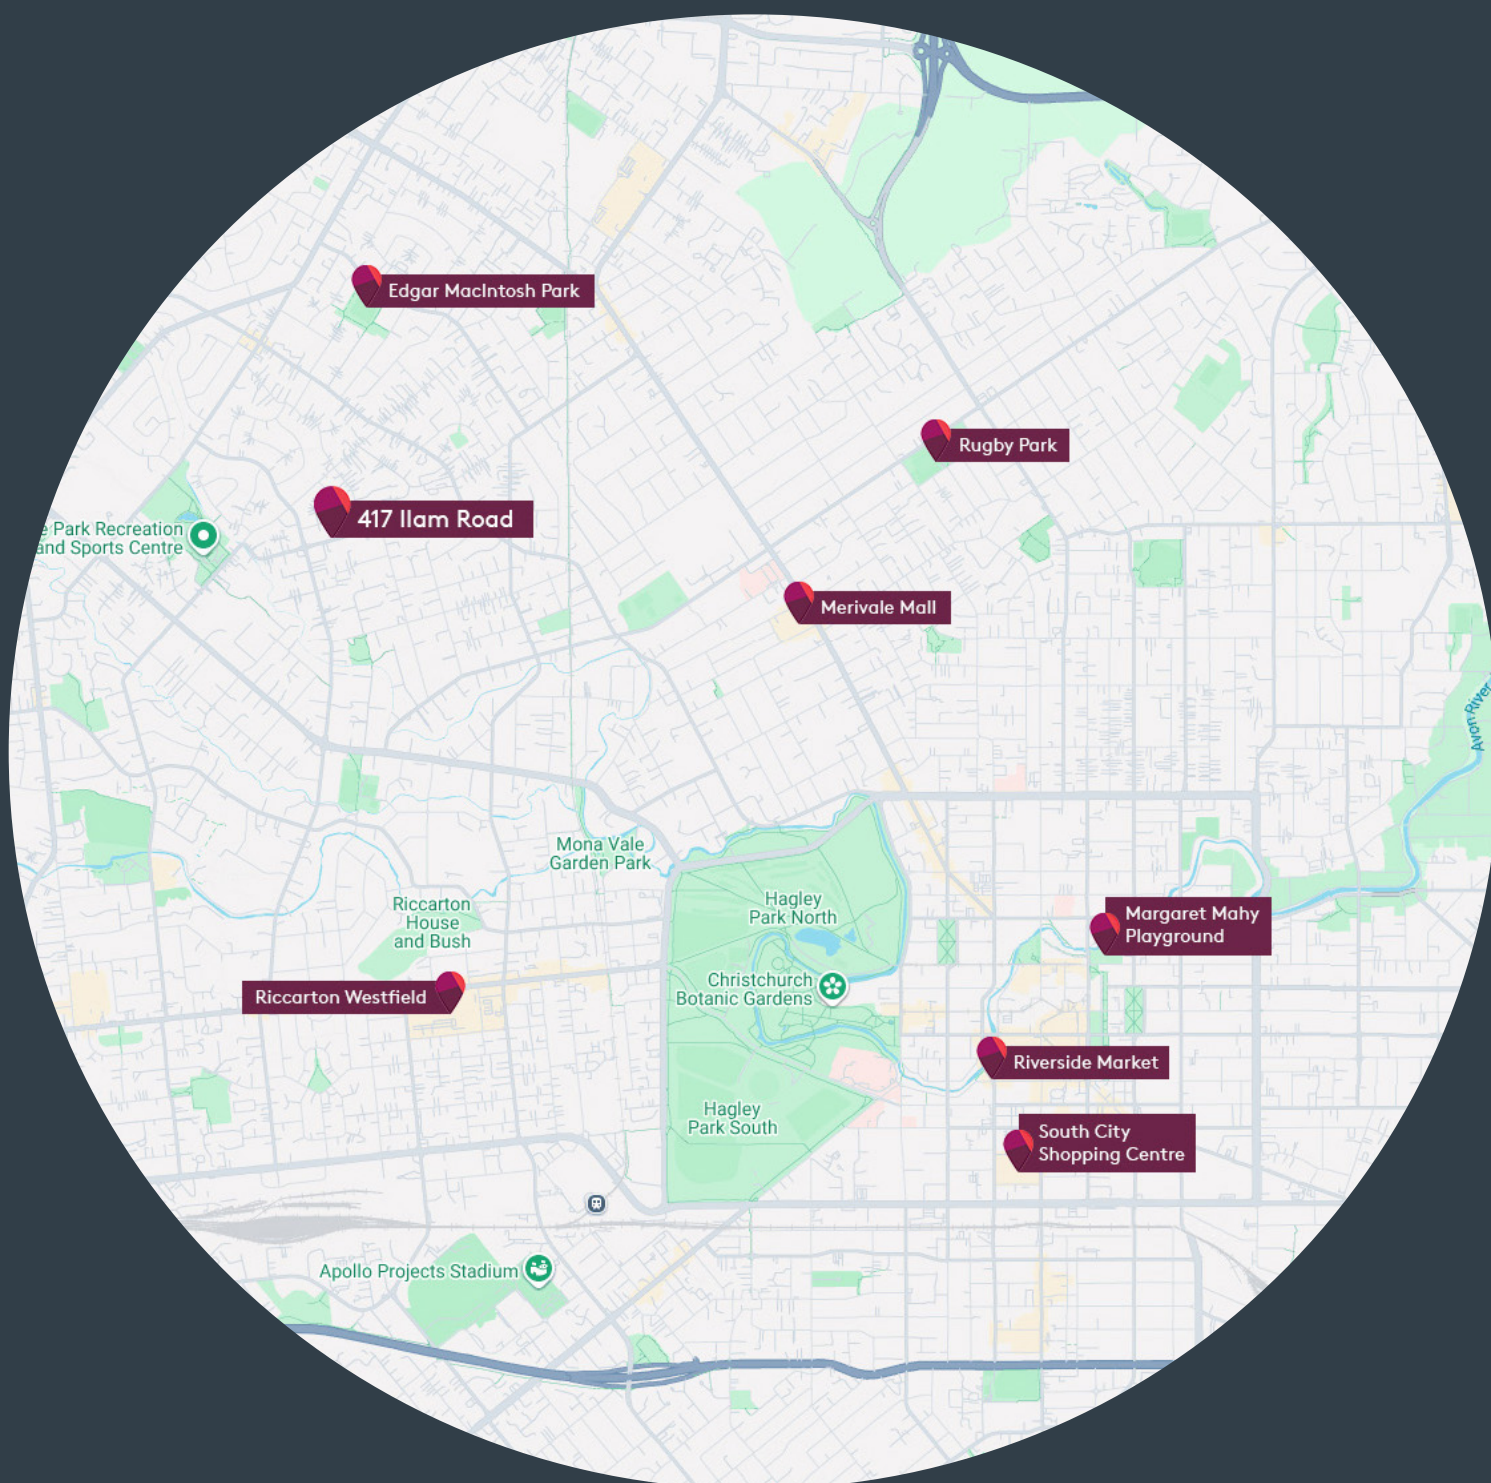 Edgar MacIntosh Park
Rugby Park
417 Ilam Road
Park Recreation
and Sports Centre
Merivale Mall
Avon River
Mona Vale
Garden Park
Hagley
Park North
Riccarton
House
and Bush
Margaret Mahy
Playground
Christchurch
Botanic Gardens
Riccarton Westfield
Riverside Market
Hagley
Park South
South City
Shopping Centre
Apollo Projects Stadium